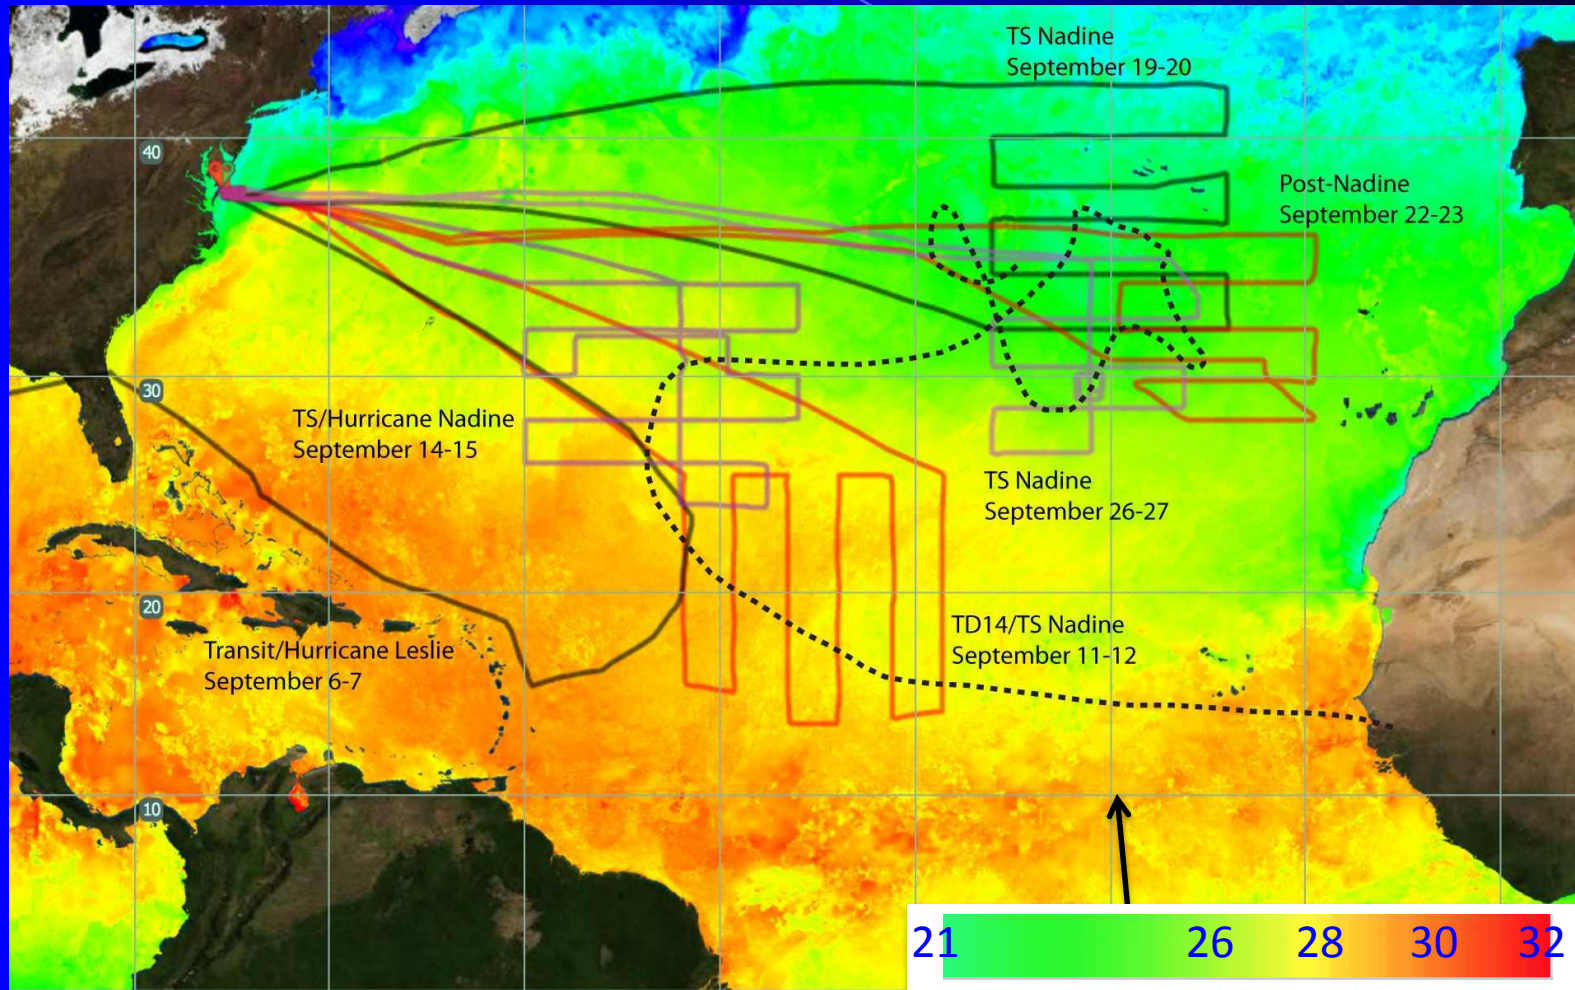 TS Nadine
September 19-20
40
Post-Nadine
September 22-23
30
TS/Hurricane Nadine
September 14-15
TS Nadine
September 26-27
20
TD14/TS Nadine
September 11-12
Transit/Hurricane Leslie
September 6-7
10
21 26 28 30 32